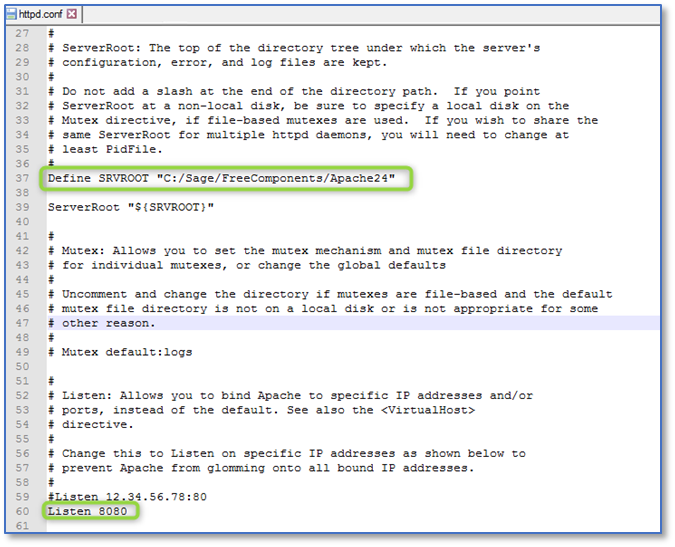 httpd.conf
27 #
28 # ServerRoot: The top of the directory tree under which the server's
29 # configuration, error, and log files are kept.
30 #
31 # Do not add a slash at the end of the directory path.  If you point
32 # ServerRoot at a non-local disk, be sure to specify a local disk on the
33 # Mutex directive, if file-based mutexes are used.  If you wish to share the
34 # same ServerRoot for multiple httpd daemons, you will need to change at
35 # least PidFile.
36 #
37 Define SRVROOT "C:/Sage/FreeComponents/Apache24"
38
39 ServerRoot "${SRVROOT}"
40
41 #
42 # Mutex: Allows you to set the mutex mechanism and mutex file directory
43 # for individual mutexes, or change the global defaults
44 #
45 # Uncomment and change the directory if mutexes are file-based and the default
46 # mutex file directory is not on a local disk or is not appropriate for some
47 # other reason.
48 #
49 # Mutex default:logs
50
51 #
52 # Listen: Allows you to bind Apache to specific IP addresses and/or
53 # ports, instead of the default. See also the <VirtualHost>
54 # directive.
55 #
56 # Change this to Listen on specific IP addresses as shown below to
57 # prevent Apache from glomming onto all bound IP addresses.
58 #
59 #Listen 12.34.56.78:80
60 Listen 8080
61